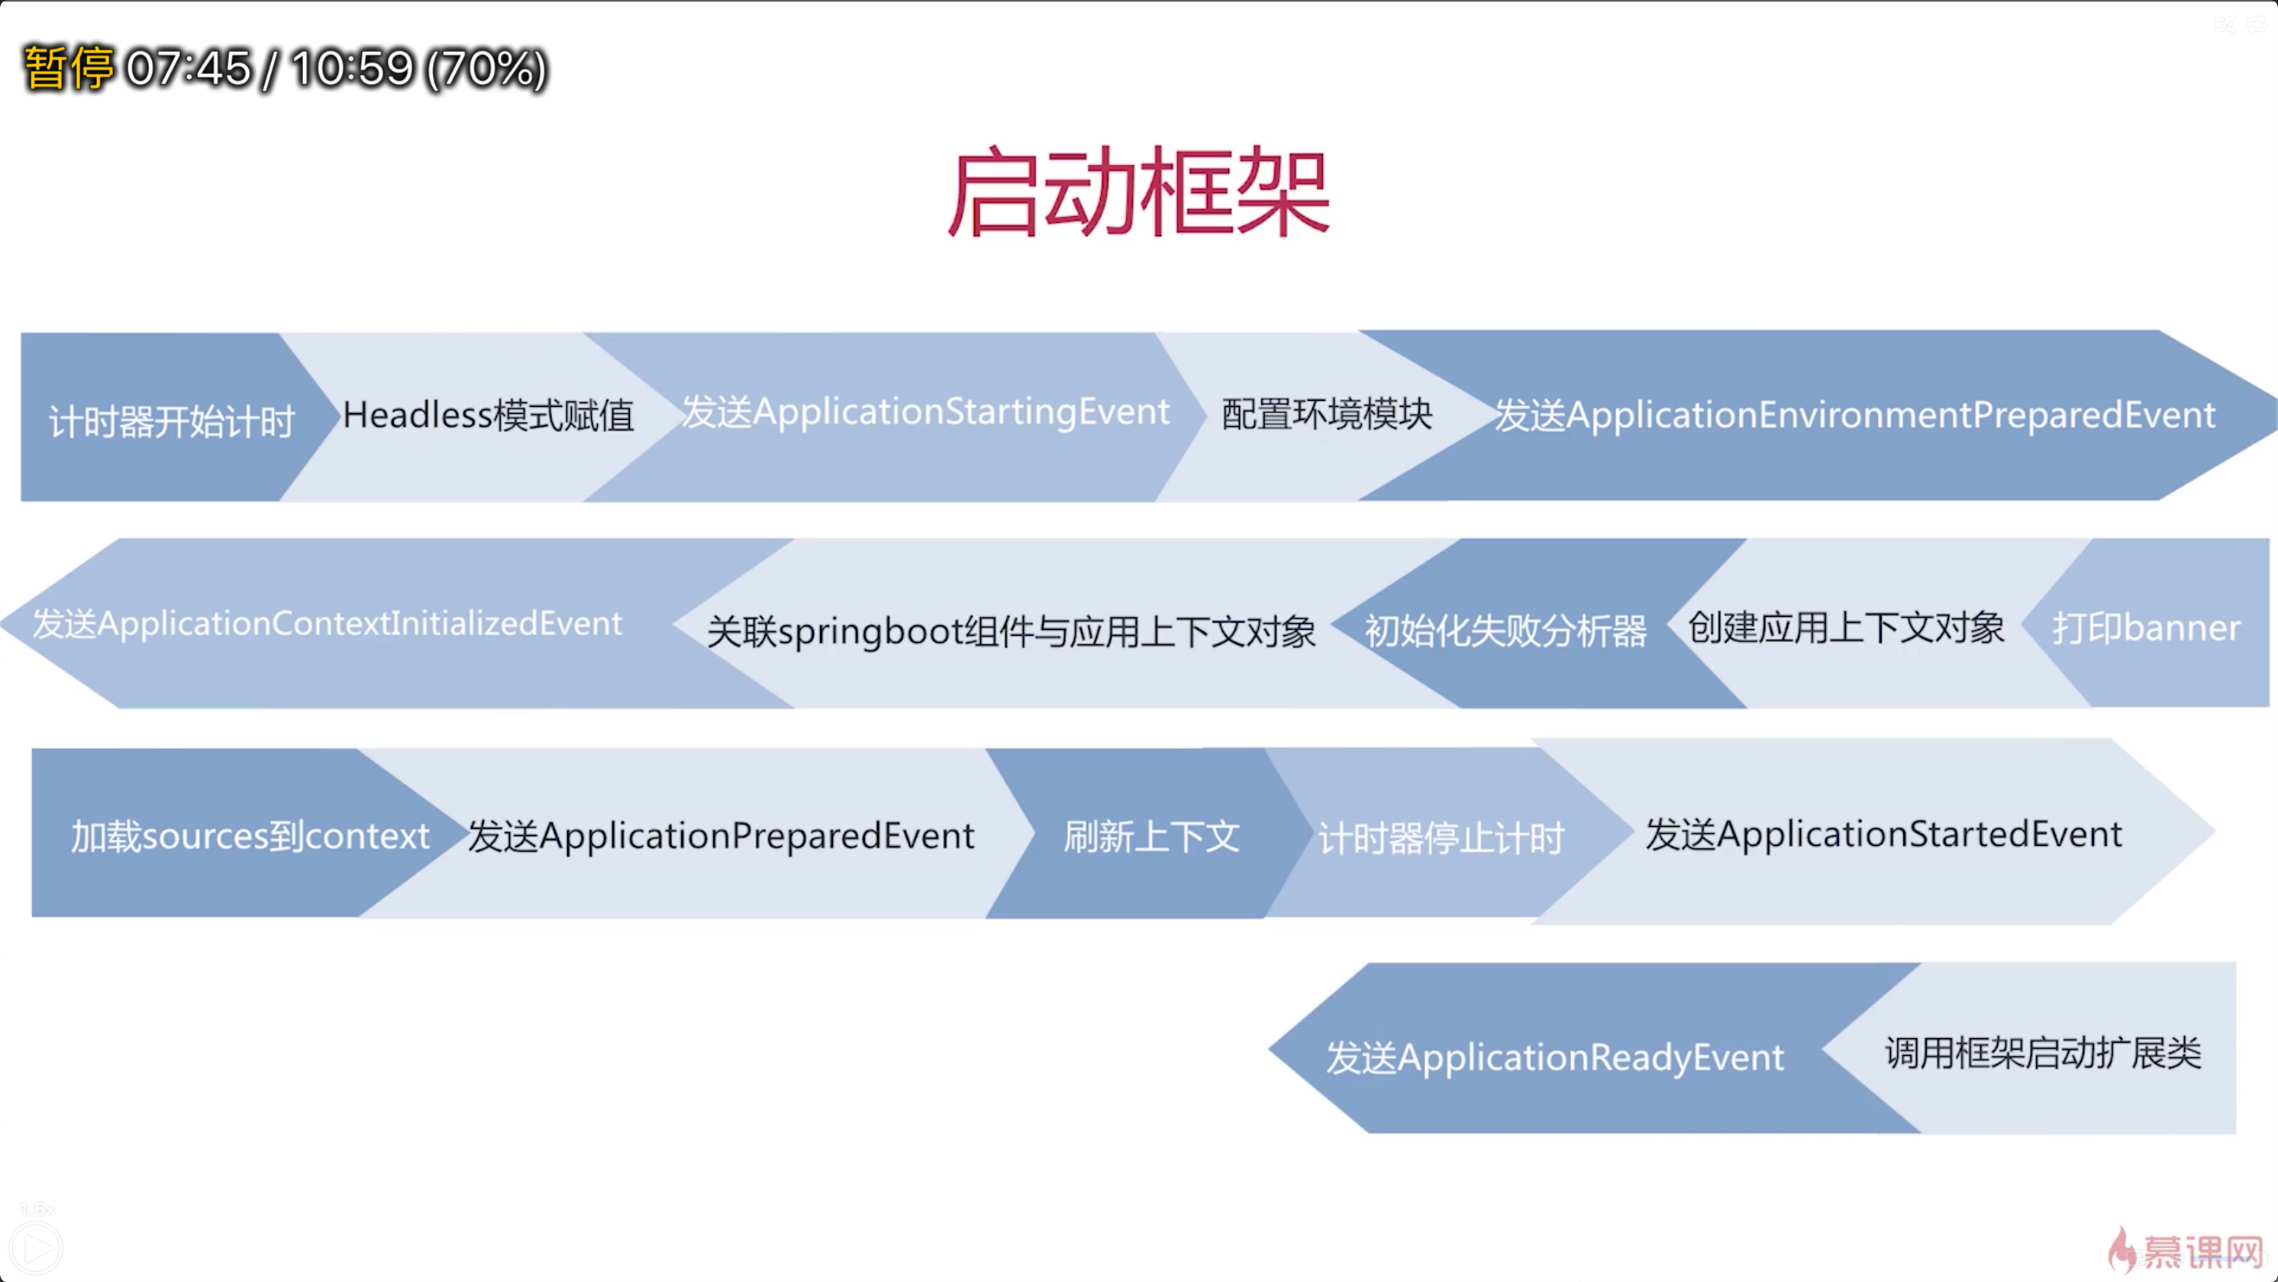 暂停 07:45 / 10:59 (70%)
启动框架
计时器开始计时
Headless模式赋值
发送ApplicationStartingEvent
配置环境模块
发送ApplicationEnvironmentPreparedEvent
打印banner
创建应用上下文对象
初始化失败分析器
关联springboot组件与应用上下文对象
发送ApplicationContextInitializedEvent
加载sources到context
发送ApplicationPreparedEvent
刷新上下文
计时器停止计时
发送ApplicationStartedEvent
调用框架启动扩展类
发送ApplicationReadyEvent
1.6x
慕课网